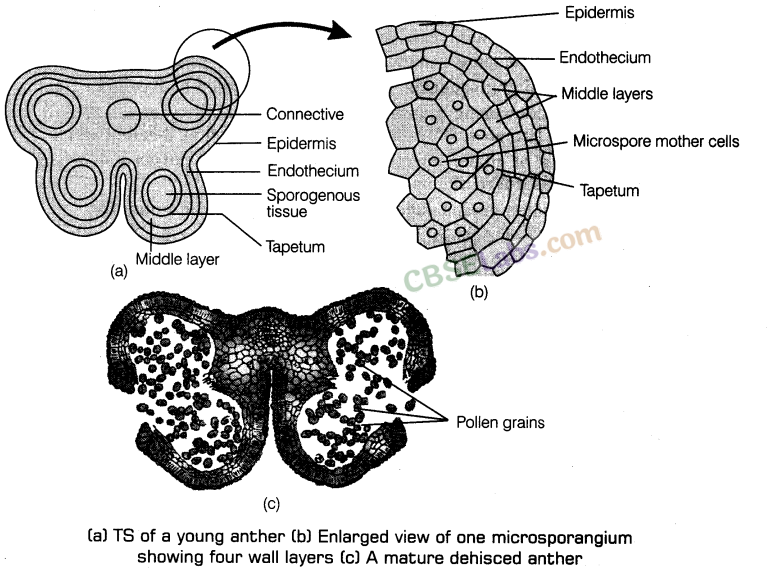 Epidermis
Endothecium
Middle layers
Microspore mother cells
Tapetum
(b)
Connective
Epidermis
Endothecium
Sporogenous
tissue
Tapetum
Middle layer
(a)
CBSELabs.com
Pollen grains
(c)
(a) TS of a young anther (b) Enlarged view of one microsporangium
showing four wall layers (c) A mature dehisced anther